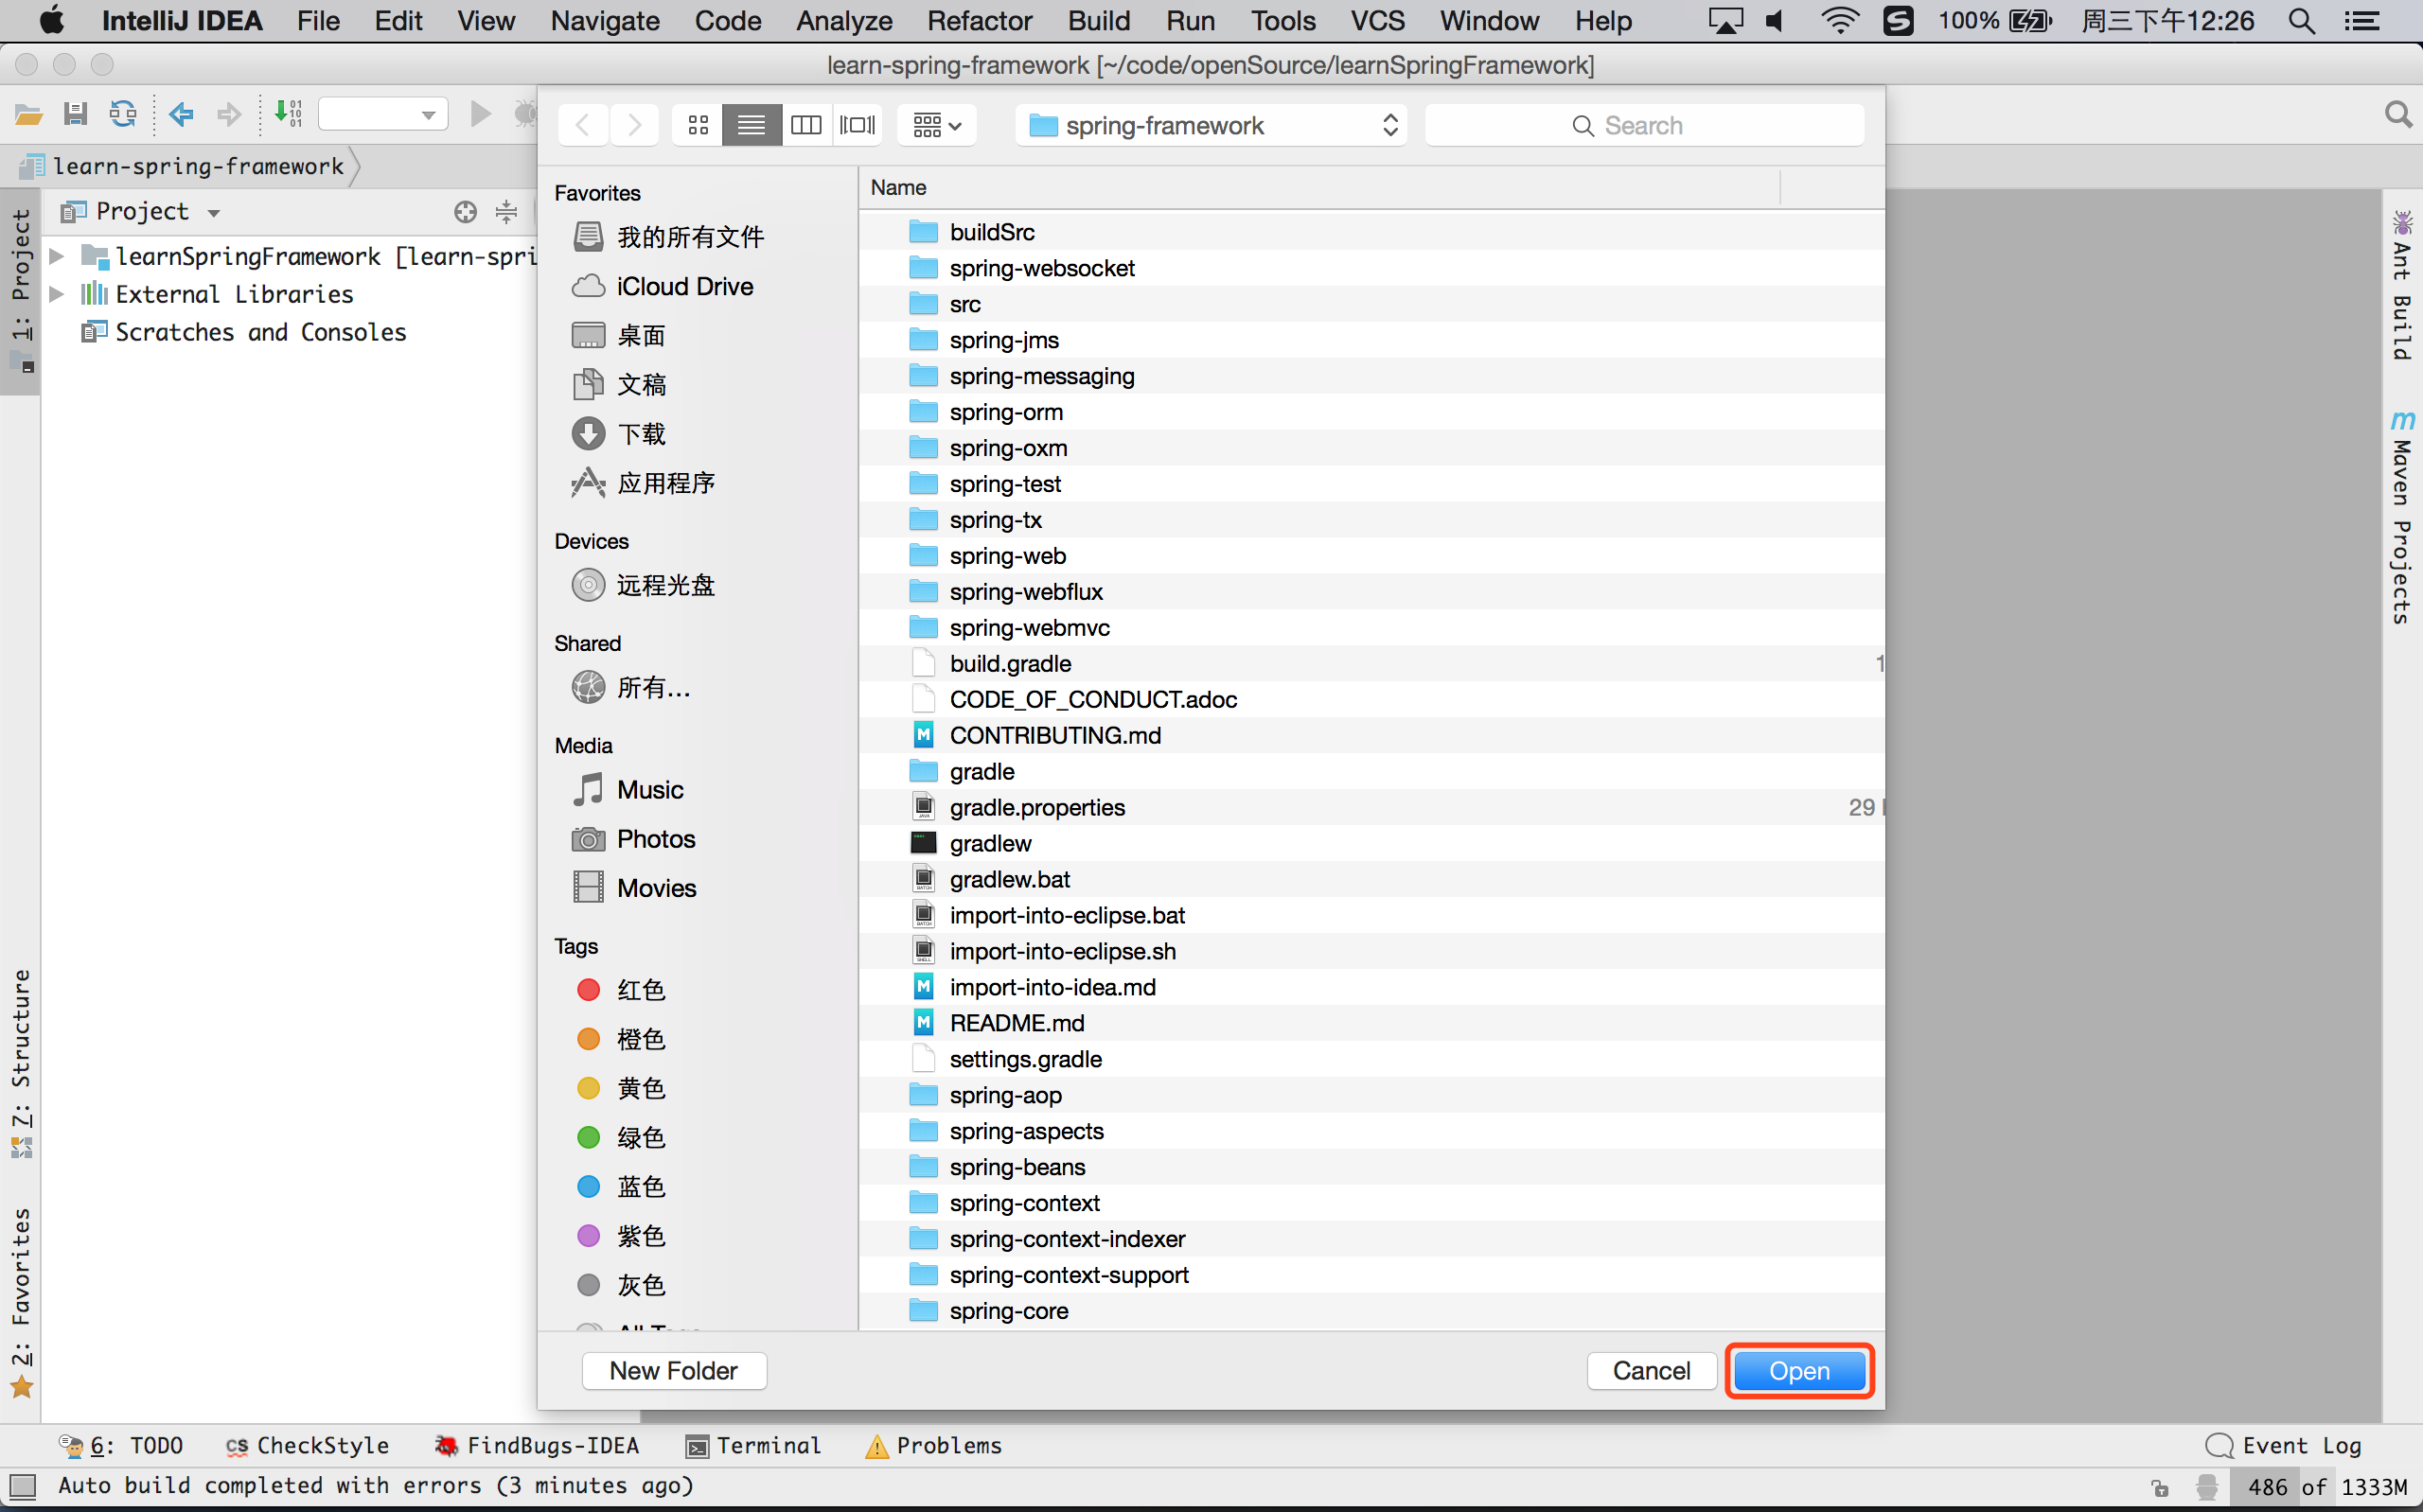 IntelliJ IDEA File Edit View Navigate Code Analyze Refactor Build Run Tools VCS Window Help 100% 周三下午12:26
learn-spring-framework [~/code/openSource/learnSpringFramework]
spring-framework
Search
learn-spring-framework
Project
learnSpringFramework [learn-spri
External Libraries
Scratches and Consoles
1: Project
7: Structure
2: Favorites
Favorites
我的所有文件
iCloud Drive
桌面
文稿
下载
应用程序
Devices
远程光盘
Shared
所有...
Media
Music
Photos
Movies
Tags
红色
橙色
黄色
绿色
蓝色
紫色
灰色
Name
buildSrc
spring-websocket
src
spring-jms
spring-messaging
spring-orm
spring-oxm
spring-test
spring-tx
spring-web
spring-webflux
spring-webmvc
build.gradle 1
CODE_OF_CONDUCT.adoc
CONTRIBUTING.md
gradle
gradle.properties 29
gradlew
gradlew.bat
import-into-eclipse.bat
import-into-eclipse.sh
import-into-idea.md
README.md
settings.gradle
spring-aop
spring-aspects
spring-beans
spring-context
spring-context-indexer
spring-context-support
spring-core
New Folder
Cancel
Open
Ant Build
Maven Projects
6: TODO CheckStyle FindBugs-IDEA Terminal Problems Event Log
Auto build completed with errors (3 minutes ago) 486 of 1333M